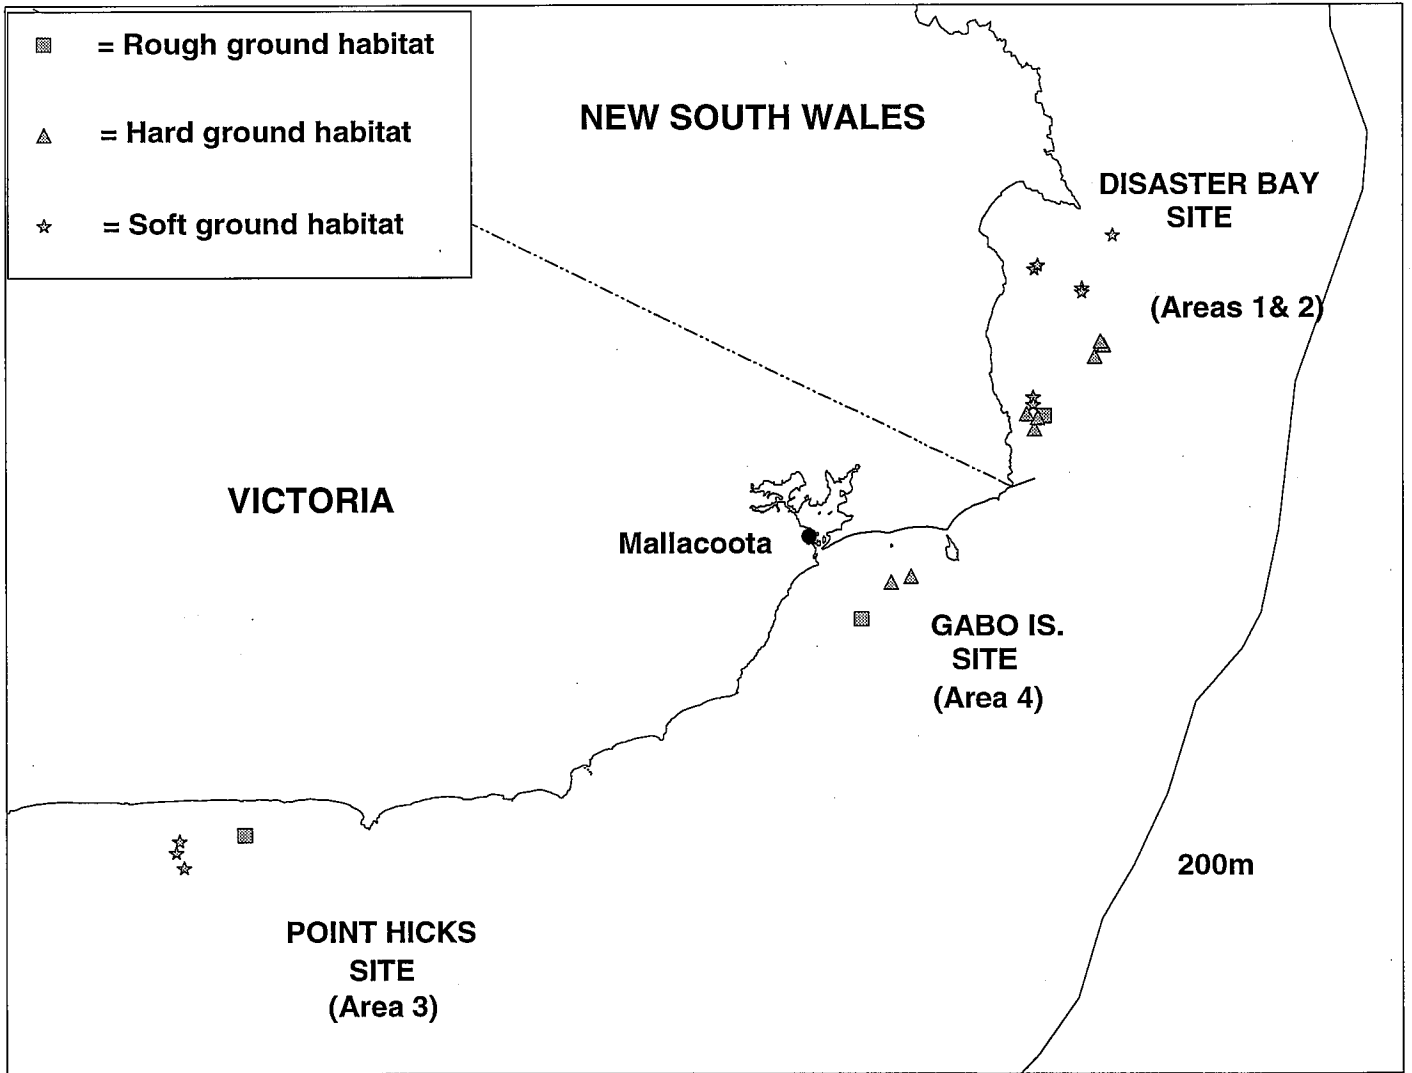 = Rough ground habitat
= Hard ground habitat
= Soft ground habitat
NEW SOUTH WALES
DISASTER BAY
SITE
(Areas 1& 2)
VICTORIA
Mallacoota
GABO IS.
SITE
(Area 4)
200m
POINT HICKS
SITE
(Area 3)